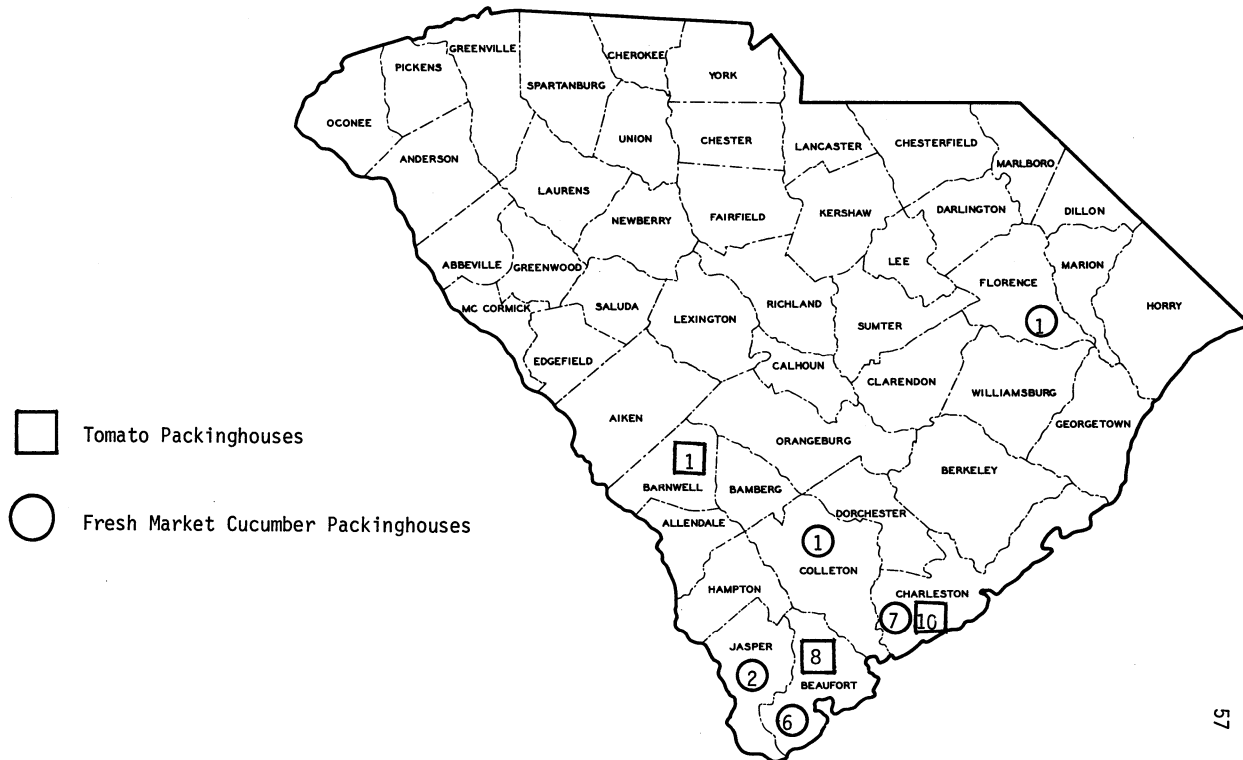 GREENVILLE
CHEROKEE
PICKENS
YORK
SPARTANBURG
OCONEE
UNION
CHESTER
LANCASTER
CHESTERFIELD
ANDERSON
MARLBORO
LAURENS
DARLINGTON
DILLON
NEWBERRY
FAIRFIELD
KERSHAW
ABBEVILLE
GREENWOOD
LEE
MARION
FLORENCE
MC CORMICK
SALUDA
RICHLAND
HORRY
LEXINGTON
SUMTER
1
EDGEFIELD
CALHOUN
CLARENDON
WILLIAMSBURG
AIKEN
GEORGETOWN
Tomato Packinghouses
ORANGEBURG
1
BERKELEY
BARNWELL
BAMBERG
Fresh Market Cucumber Packinghouses
ALLENDALE
DORCHESTER
1
COLLETON
HAMPTON
CHARLESTON
7 10
JASPER
8
2
BEAUFORT
6
57